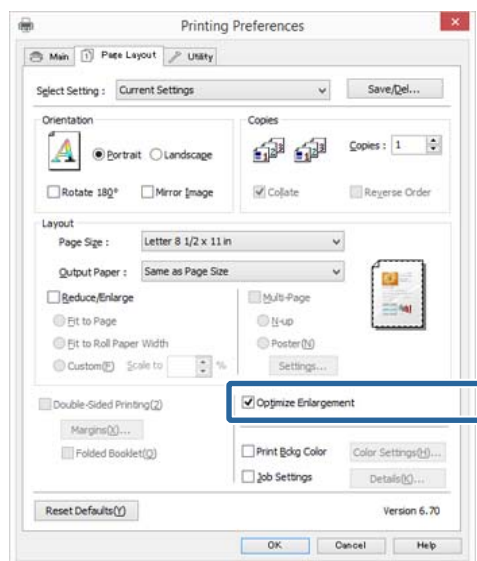 Printing Preferences
Main Page Layout Utility
Select Setting : Current Settings Save/Del...
Orientation Copies
Portrait Landscape Copies : 1
Rotate 180° Mirror Image Collate Reverse Order
Layout
Page Size : Letter 8 1/2 x 11 in
Output Paper : Same as Page Size
Reduce/Enlarge Multi-Page
Fit to Page N-up
Fit to Roll Paper Width Poster(N)
Custom(F) Scale to % Settings...
Double-Sided Printing(2) Optimize Enlargement
Margins(X)...
Folded Booklet(Q) Print Bckg Color Color Settings(H)...
Job Settings Details(K)...
Reset Defaults(Y) Version 6.70
OK Cancel Help